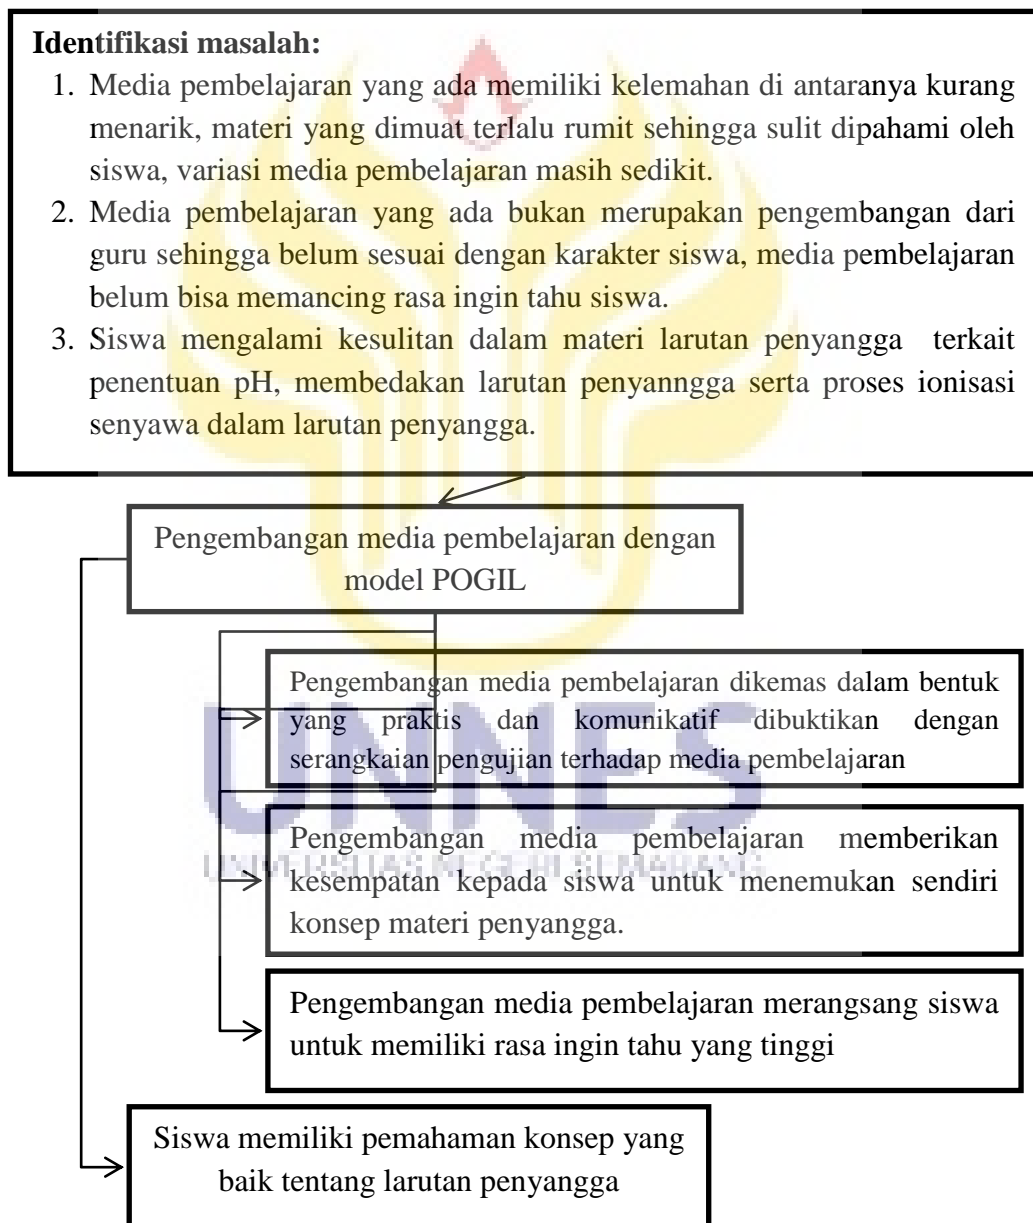 Identifikasi masalah:
1. Media pembelajaran yang ada memiliki kelemahan di antaranya kurang
menarik, materi yang dimuat terlalu rumit sehingga sulit dipahami oleh
siswa, variasi media pembelajaran masih sedikit.
2. Media pembelajaran yang ada bukan merupakan pengembangan dari
guru sehingga belum sesuai dengan karakter siswa, media pembelajaran
belum bisa memancing rasa ingin tahu siswa.
3. Siswa mengalami kesulitan dalam materi larutan penyangga terkait
penentuan pH, membedakan larutan penyanngga serta proses ionisasi
senyawa dalam larutan penyangga.
Pengembangan media pembelajaran dengan
model POGIL
Pengembangan media pembelajaran dikemas dalam bentuk
yang praktis dan komunikatif dibuktikan dengan
serangkaian pengujian terhadap media pembelajaran
UNNES
UNIVERSITAS NEGERI SEMARANG
Pengembangan media pembelajaran memberikan
kesempatan kepada siswa untuk menemukan sendiri
konsep materi penyangga.
Pengembangan media pembelajaran merangsang siswa
untuk memiliki rasa ingin tahu yang tinggi
Siswa memiliki pemahaman konsep yang
baik tentang larutan penyangga